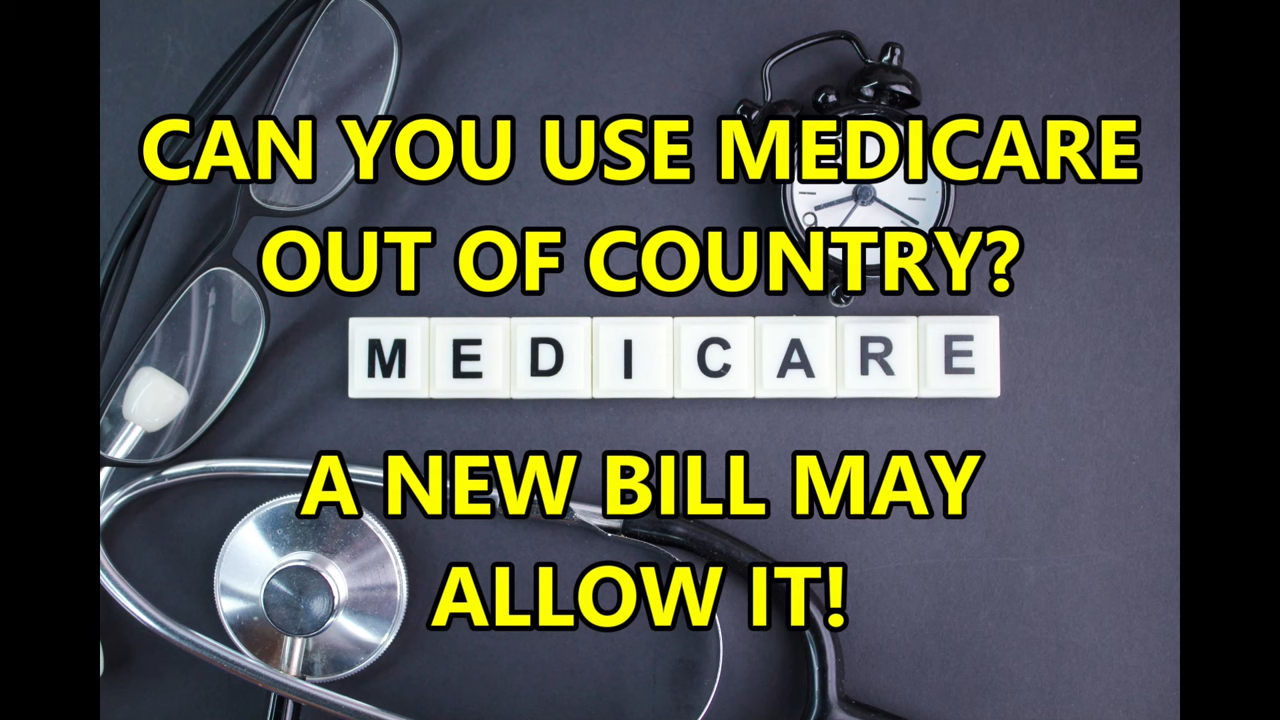 CAN YOU USE MEDICARE
OUT OF COUNTRY?
MEDICARE
A NEW BILL MAY
ALLOW IT!